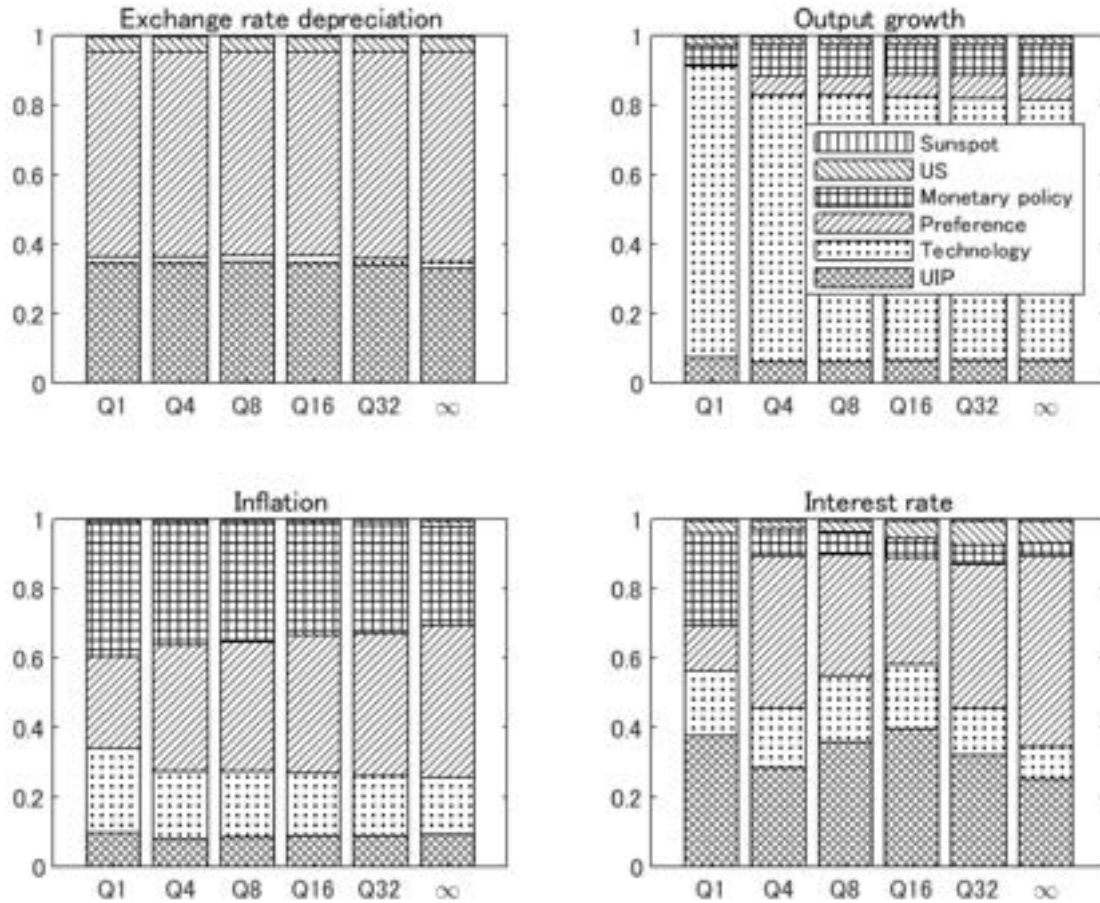 Exchange rate depreciation
1
0.8
0.6
0.4
0.2
0
Q1 Q4 Q8 Q16 Q32 ∞
Output growth
1
0.8
0.6
0.4
0.2
0
Sunspot
US
Monetary policy
Preference
Technology
UIP
Q1 Q4 Q8 Q16 Q32 ∞
Inflation
1
0.8
0.6
0.4
0.2
0
Q1 Q4 Q8 Q16 Q32 ∞
Interest rate
1
0.8
0.6
0.4
0.2
0
Q1 Q4 Q8 Q16 Q32 ∞